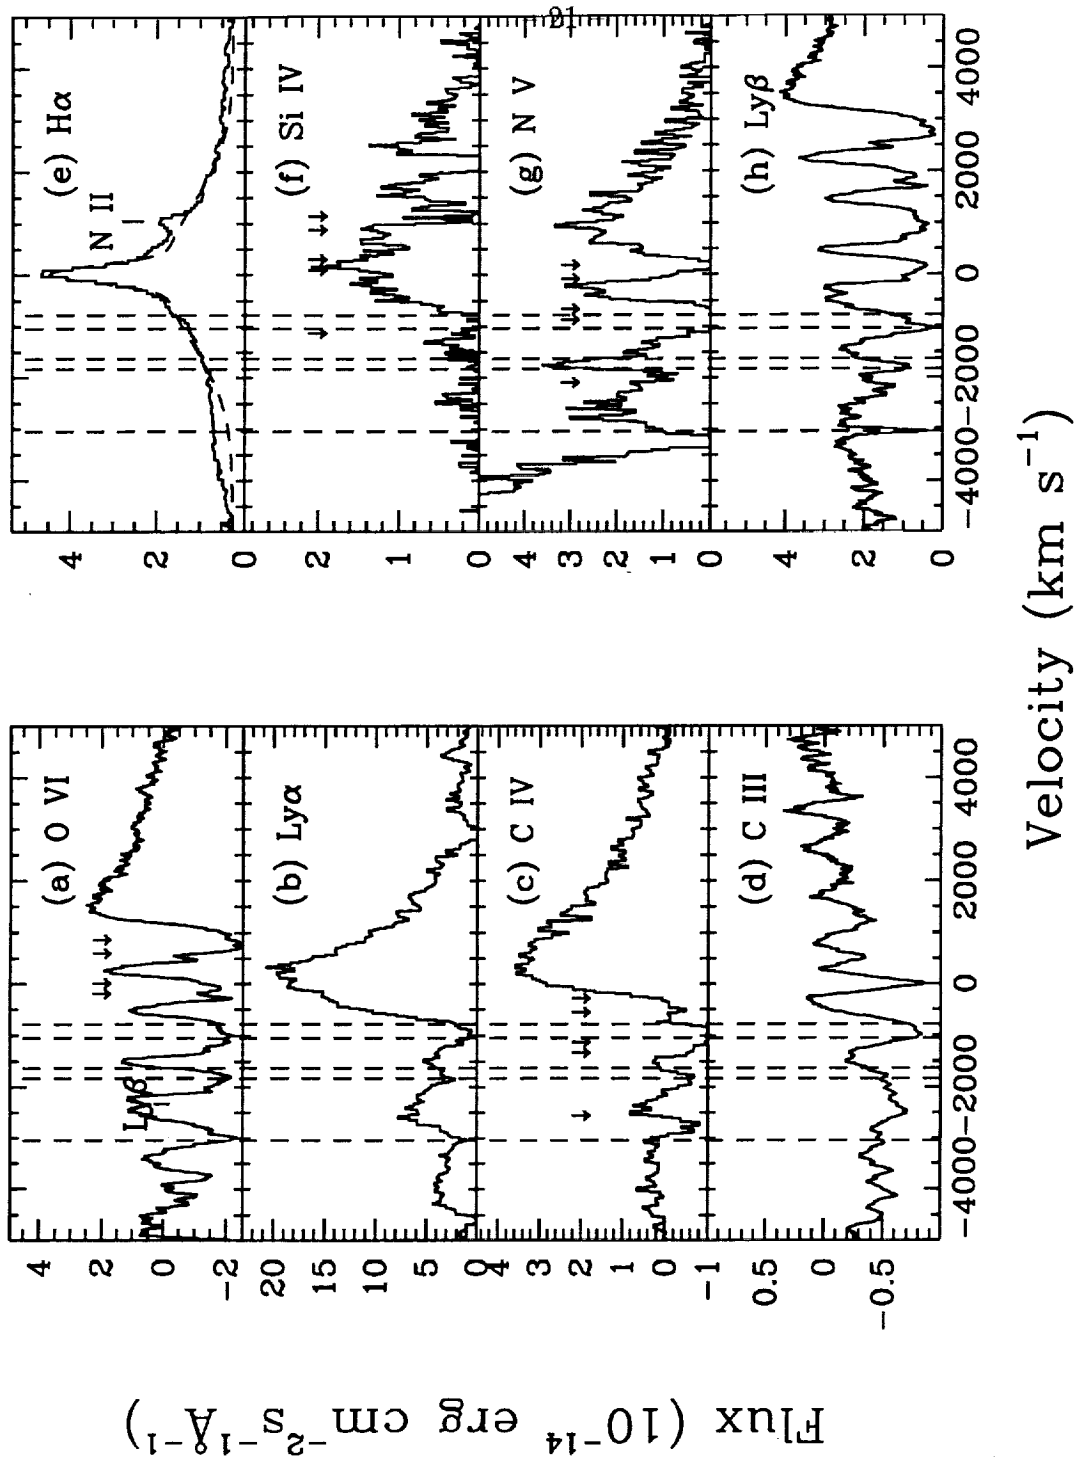 21
(a) O VI
Lyβ
4
2
0
−2
(b) Lyα
20
15
10
5
0
(c) C IV
4
3
2
1
0
−1
(d) C III
0.5
0
−0.5
−4000 −2000 0 2000 4000
(e) Hα
N II
4
2
0
(f) Si IV
2
1
0
(g) N V
4
3
2
1
0
(h) Lyβ
4
2
0
−4000 −2000 0 2000 4000
Velocity (km s⁻¹)
Flux (10⁻¹⁴ erg cm⁻²s⁻¹Å⁻¹)